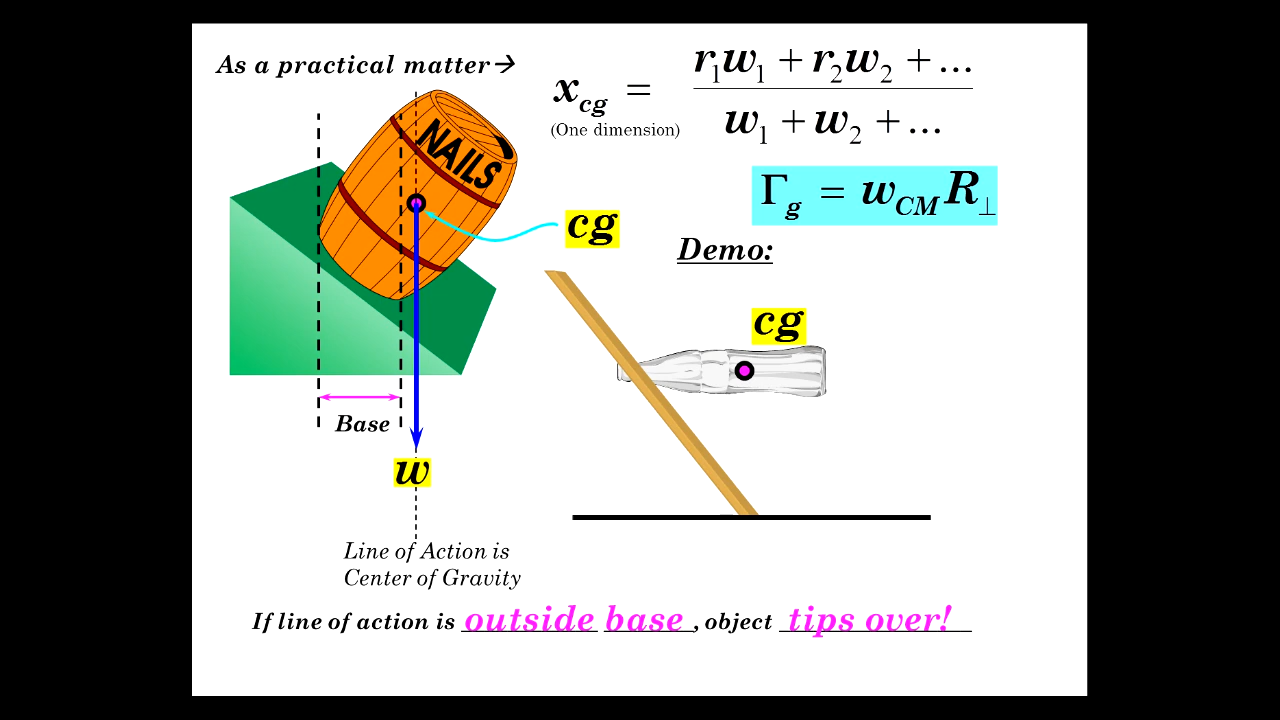 As a practical matter→
x_cg = (r₁w₁ + r₂w₂ + ...) / (w₁ + w₂ + ...)
(One dimension)
NAILS
Γ_g = w_CM R_⊥
cg
Demo:
cg
Base
w
Line of Action is
Center of Gravity
If line of action is outside base, object tips over!